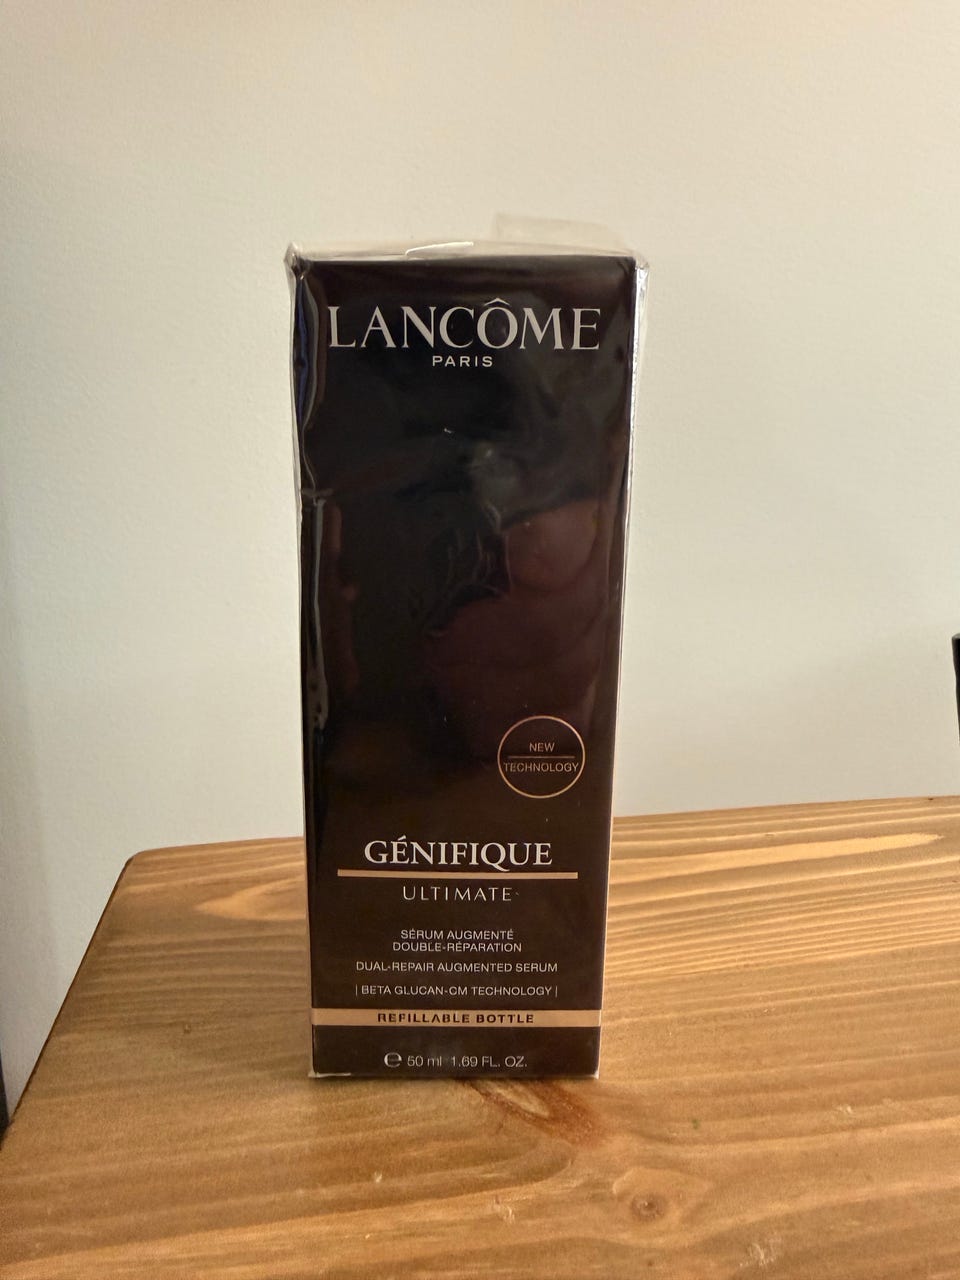 LANCÔME
PARIS
NEW
TECHNOLOGY
GÉNIFIQUE
ULTIMATE
SÉRUM AUGMENTÉ
DOUBLE-RÉPARATION
DUAL-REPAIR AUGMENTED SERUM
| BETA GLUCAN-CM TECHNOLOGY |
REFILLABLE BOTTLE
℮ 50 ml 1.69 FL. OZ.